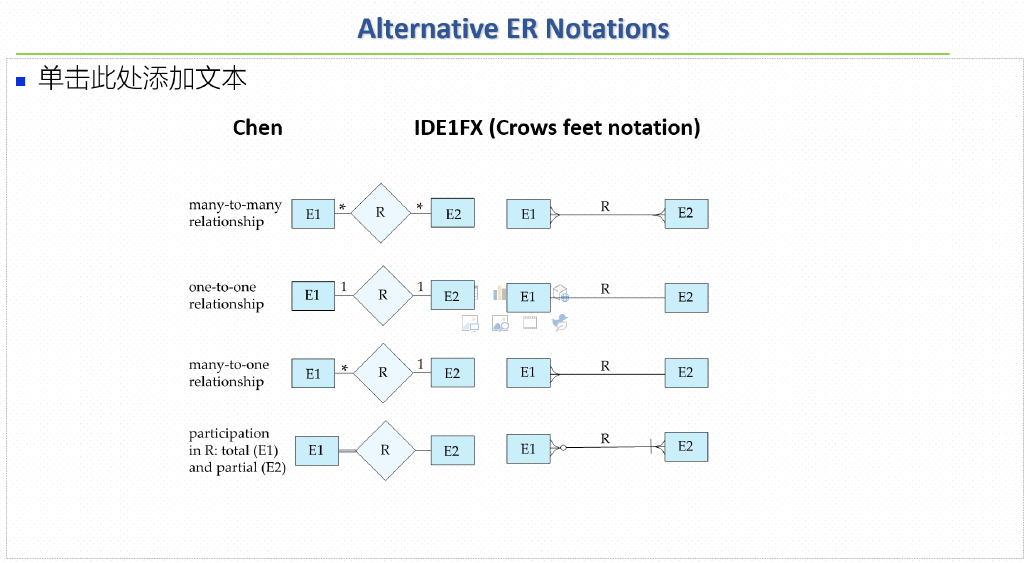 Alternative ER Notations
单击此处添加文本
Chen IDE1FX (Crows feet notation)
many-to-many
relationship
E1 * R * E2 E1 R E2
one-to-one
relationship
E1 1 R 1 E2 E1 R E2
many-to-one
relationship
E1 * R 1 E2 E1 R E2
participation
in R: total (E1)
and partial (E2)
E1 R E2 E1 R E2